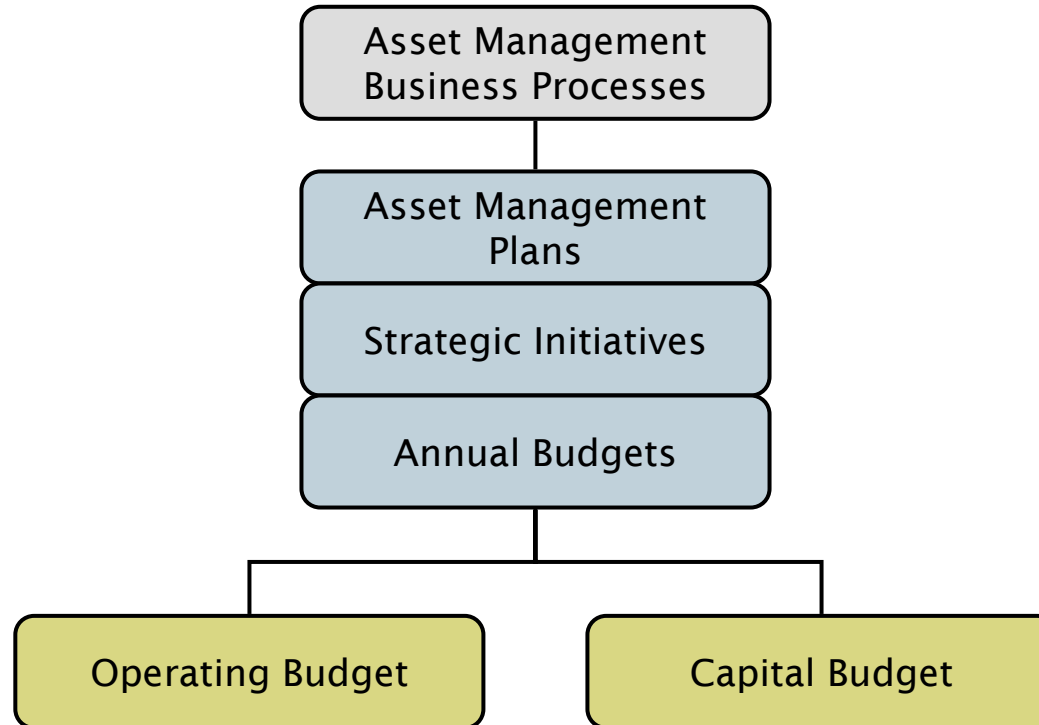 Asset Management
Business Processes
Asset Management
Plans
Strategic Initiatives
Annual Budgets
Operating Budget
Capital Budget